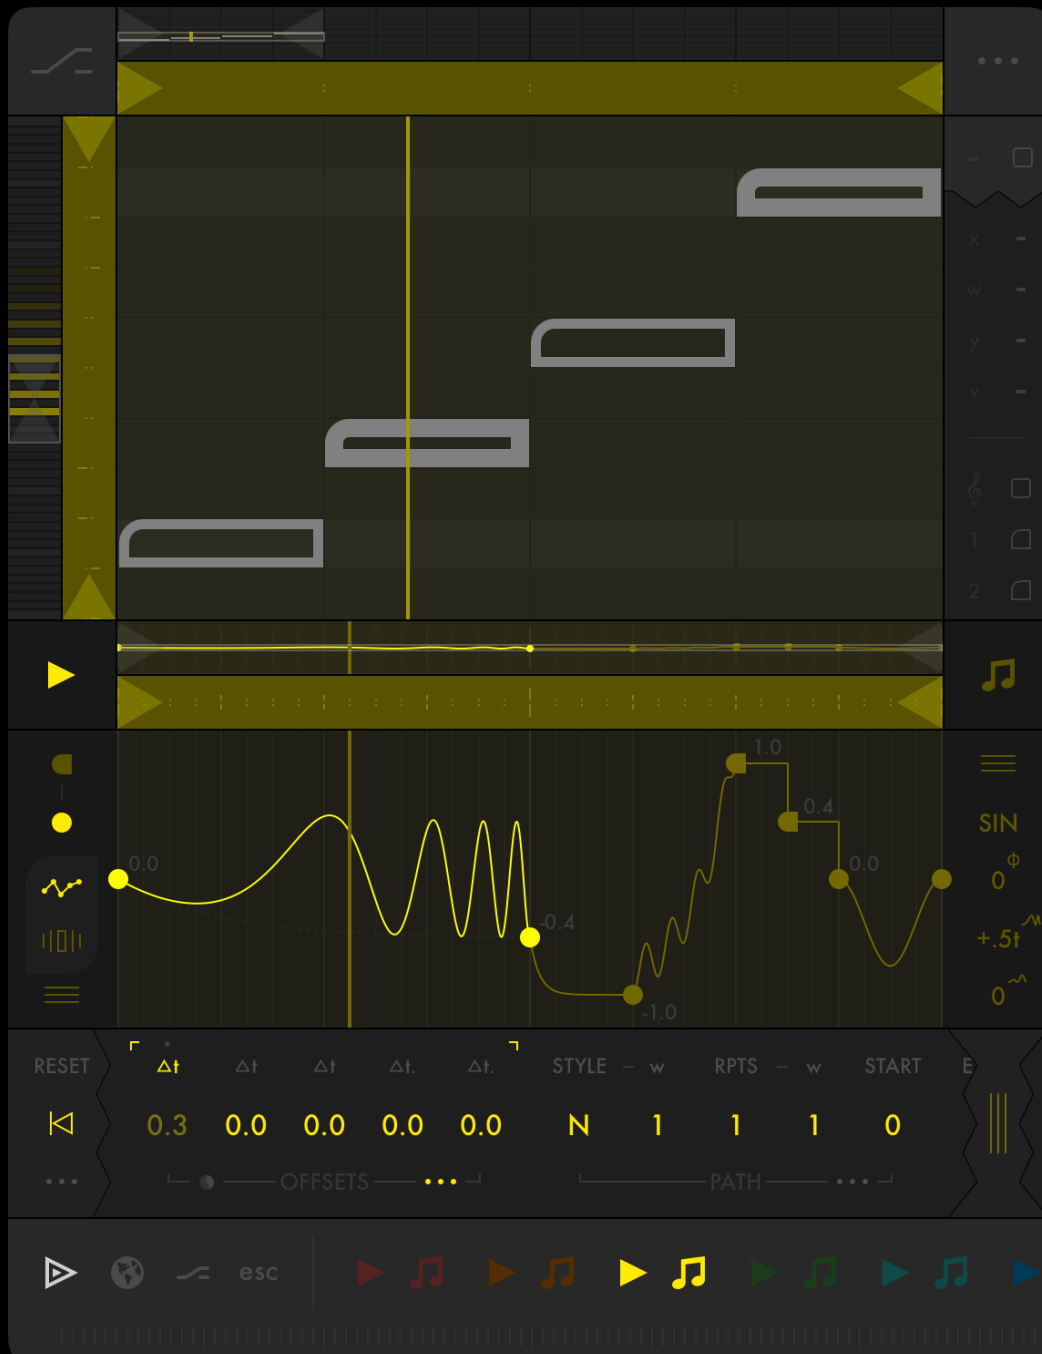 x
w
y
v
1
2
1.0
0.4
0.0
0.0
-0.4
-1.0
SIN
0ϕ
+.5t
0
RESET Δt Δt Δt Δt. Δt. STYLE – w RPTS – w START E
0.3 0.0 0.0 0.0 0.0 N 1 1 1 0
OFFSETS PATH
esc